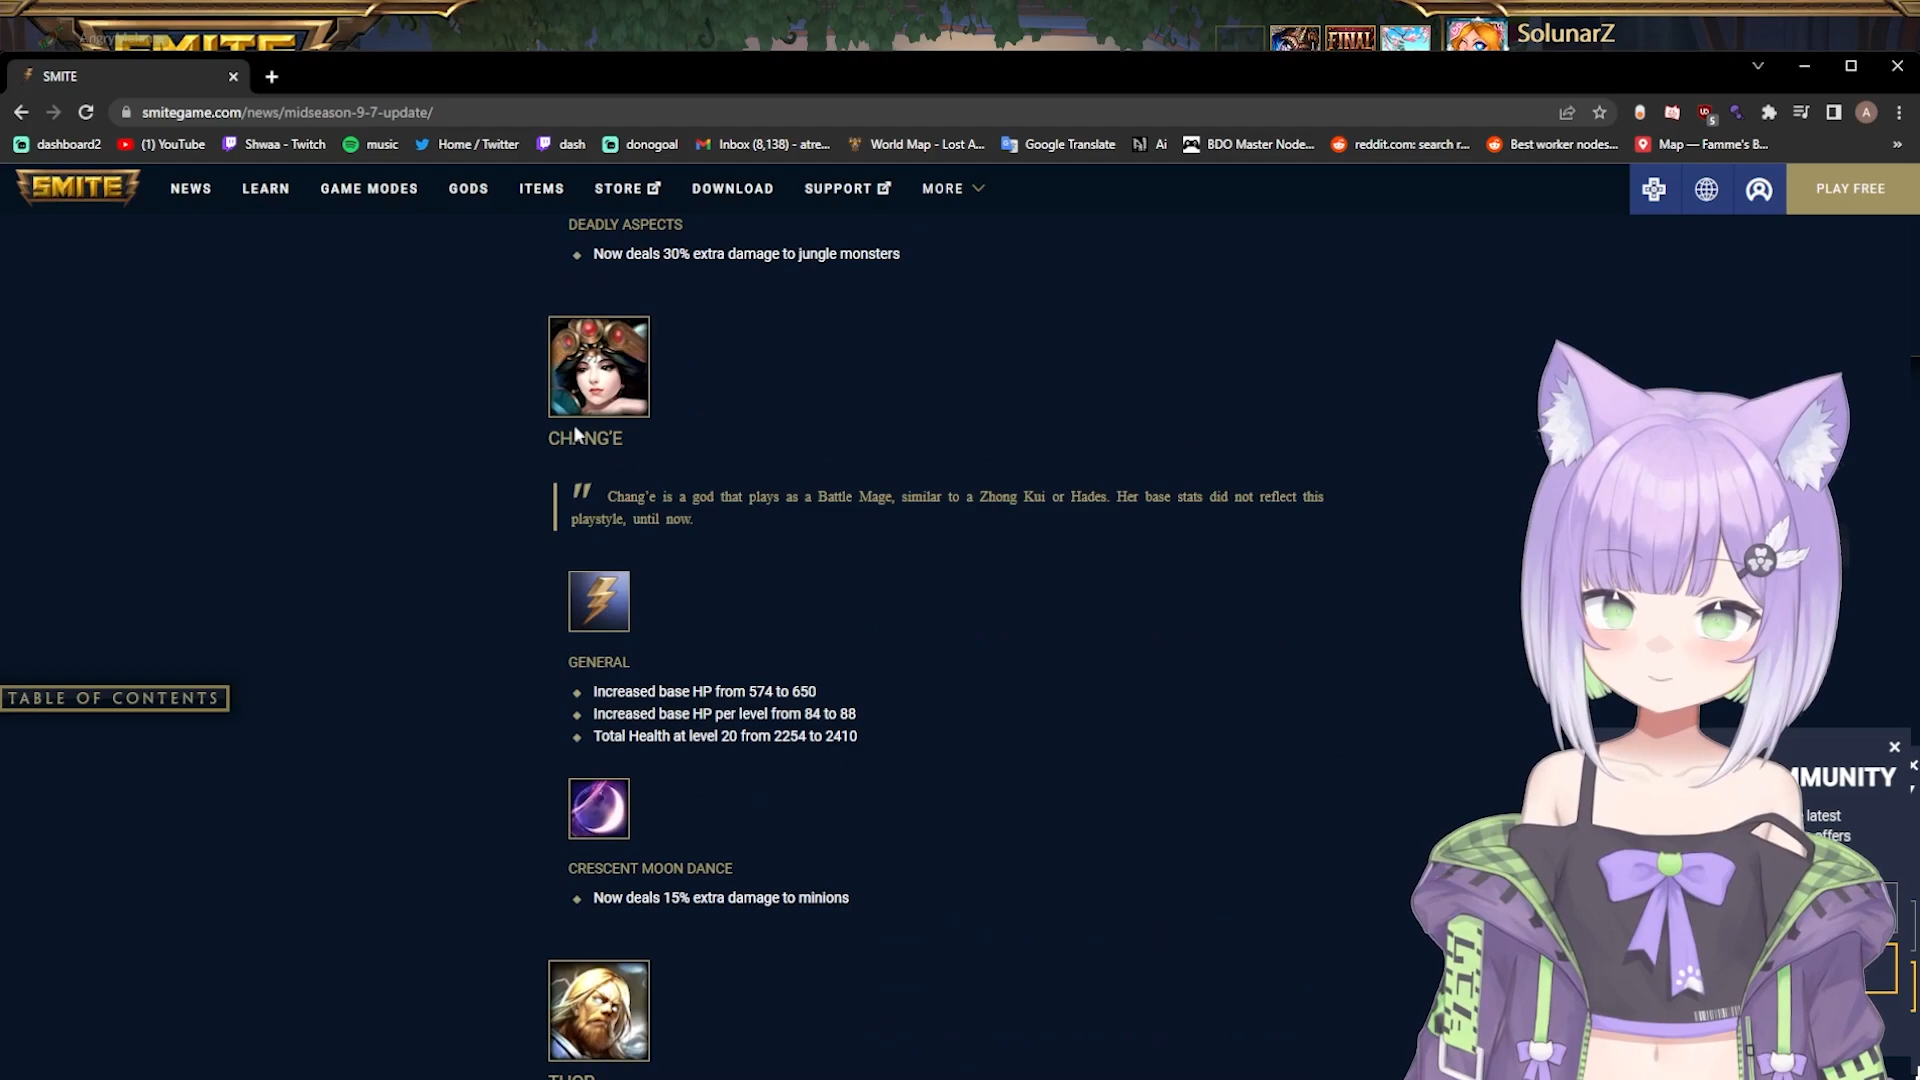 SMITE
FINAL
SolunarZ
SMITE
smitegame.com/news/midseason-9-7-update/
5
A
dashboard2
(1) YouTube
Shwaa - Twitch
music
Home / Twitter
dash
donogoal
Inbox (8,138) - atre...
World Map - Lost A...
Google Translate
Ai
BDO Master Node...
reddit.com: search r...
Best worker nodes...
Map — Famme's B...
»
SMITE
NEWS
LEARN
GAME MODES
GODS
ITEMS
STORE
DOWNLOAD
SUPPORT
MORE
PLAY FREE
DEADLY ASPECTS
Now deals 30% extra damage to jungle monsters
CHANG'E
" Chang'e is a god that plays as a Battle Mage, similar to a Zhong Kui or Hades. Her base stats did not reflect this
playstyle, until now.
GENERAL
Increased base HP from 574 to 650
Increased base HP per level from 84 to 88
Total Health at level 20 from 2254 to 2410
TABLE OF CONTENTS
CRESCENT MOON DANCE
Now deals 15% extra damage to minions
THOR
MMUNITY
latest
offers